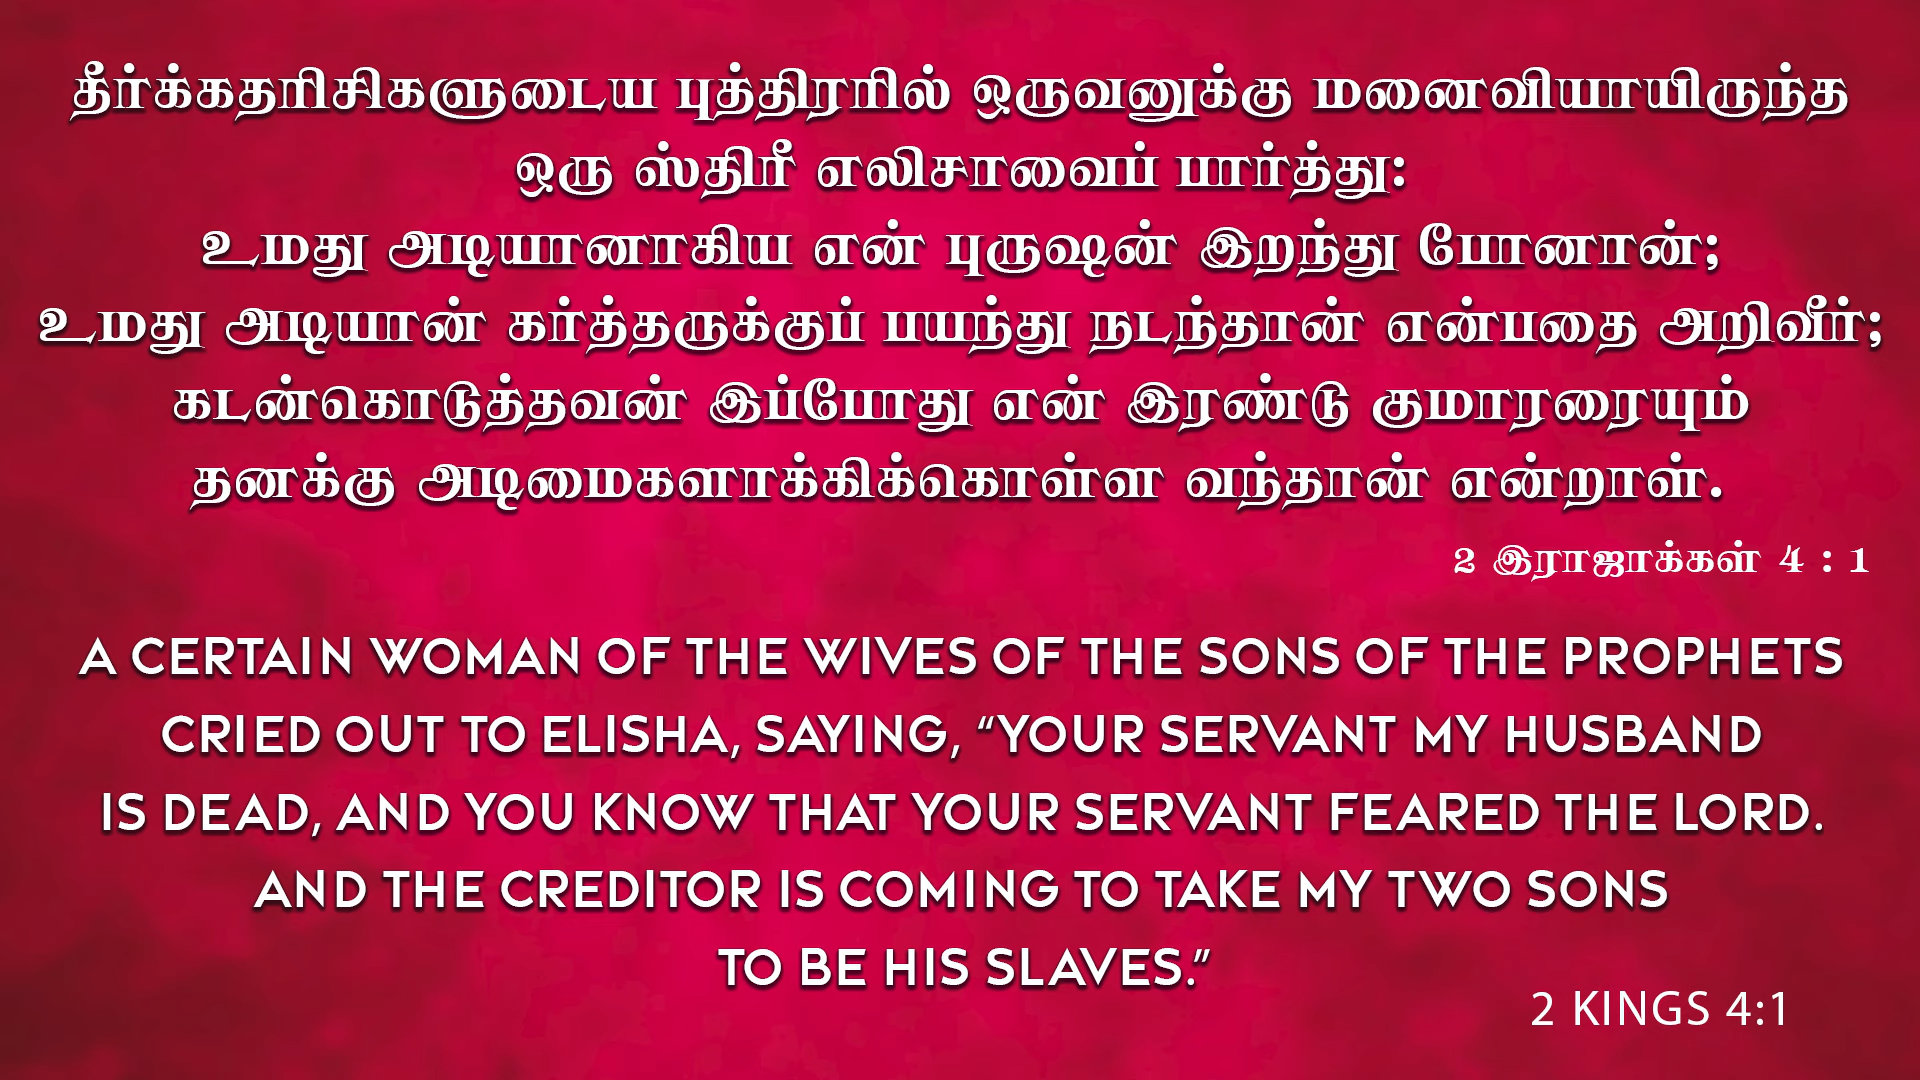 தீர்க்கதரிசிகளுடைய புத்திரரில் ஒருவனுக்கு மனைவியாயிருந்த
ஒரு ஸ்திரீ எலிசாவைப் பார்த்து:
உமது அடியானாகிய என் புருஷன் இறந்து போனான்;
உமது அடியான் கர்த்தருக்குப் பயந்து நடந்தான் என்பதை அறிவீர்;
கடன்கொடுத்தவன் இப்போது என் இரண்டு குமாரரையும்
தனக்கு அடிமைகளாக்கிக்கொள்ள வந்தான் என்றாள்.
2 இராஜாக்கள் 4 : 1
A CERTAIN WOMAN OF THE WIVES OF THE SONS OF THE PROPHETS
CRIED OUT TO ELISHA, SAYING, “YOUR SERVANT MY HUSBAND
IS DEAD, AND YOU KNOW THAT YOUR SERVANT FEARED THE LORD.
AND THE CREDITOR IS COMING TO TAKE MY TWO SONS
TO BE HIS SLAVES.”
2 KINGS 4:1